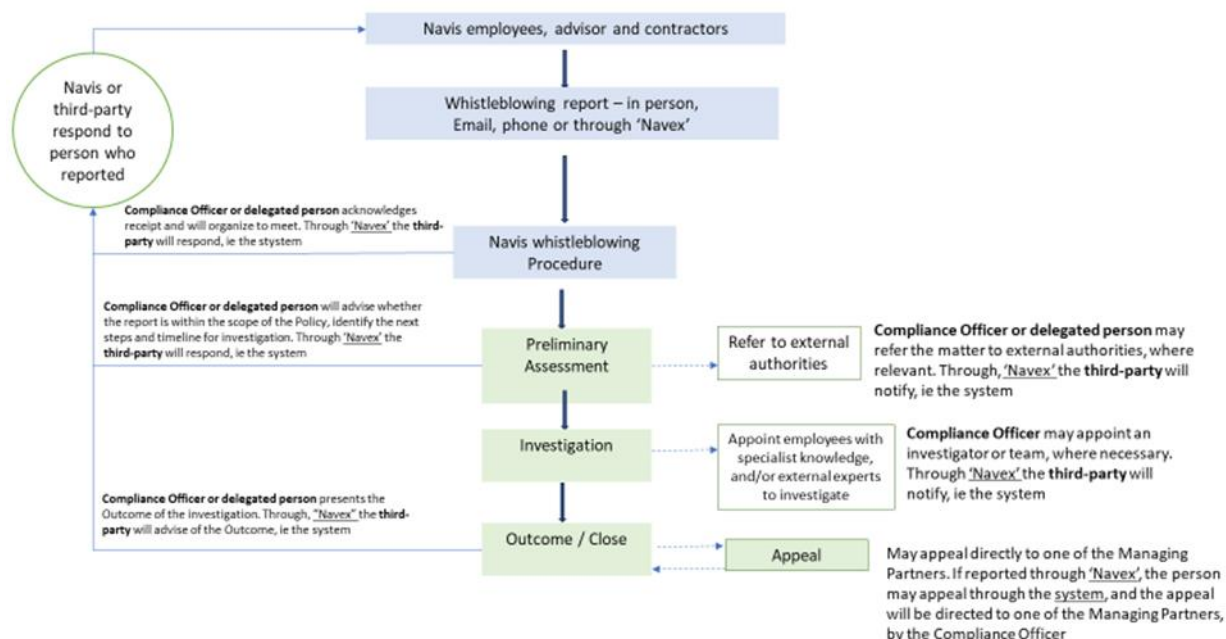 Navis employees, advisor and contractors
Whistleblowing report – in person,
Email, phone or through ‘Navex’
Navis or
third-party
respond to
person who
reported
Compliance Officer or delegated person acknowledges
receipt and will organize to meet. Through ‘Navex’ the third-
party will respond, ie the stystem
Navis whistleblowing
Procedure
Compliance Officer or delegated person will advise whether
the report is within the scope of the Policy, identify the next
steps and timeline for investigation. Through ‘Navex’ the
third-party will respond, ie the system
Preliminary
Assessment
Refer to external
authorities
Compliance Officer or delegated person may
refer the matter to external authorities, where
relevant. Through, ‘Navex’ the third-party will
notify, ie the system
Investigation
Appoint employees with
specialist knowledge,
and/or external experts
to investigate
Compliance Officer may appoint an
investigator or team, where necessary.
Through ‘Navex’ the third-party will
notify, ie the system
Compliance Officer or delegated person presents the
Outcome of the investigation. Through, “Navex” the third-
party will advise of the Outcome, ie the system
Outcome / Close
Appeal
May appeal directly to one of the Managing
Partners. If reported through ‘Navex’, the person
may appeal through the system, and the appeal
will be directed to one of the Managing Partners,
by the Compliance Officer